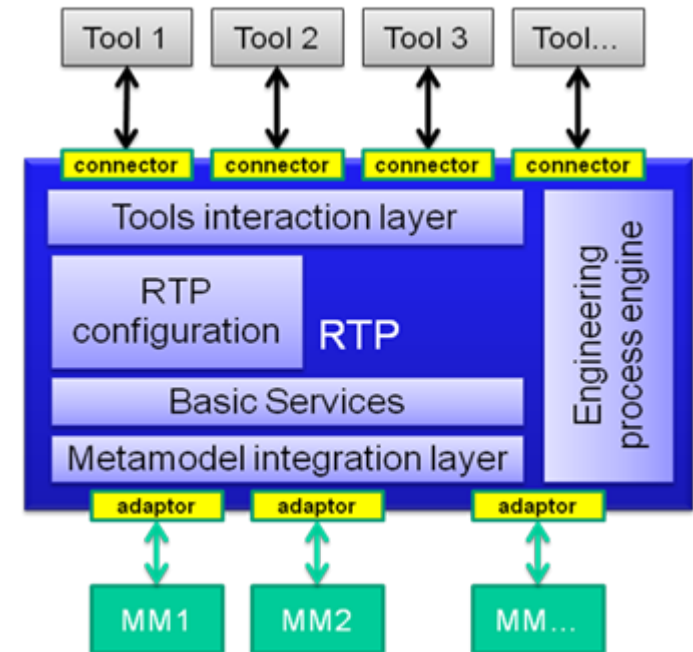 Tool 1 Tool 2 Tool 3 Tool...
connector connector connector connector
Tools interaction layer
RTP
configuration
RTP
Engineering
process engine
Basic Services
Metamodel integration layer
adaptor adaptor adaptor
MM1 MM2 MM...